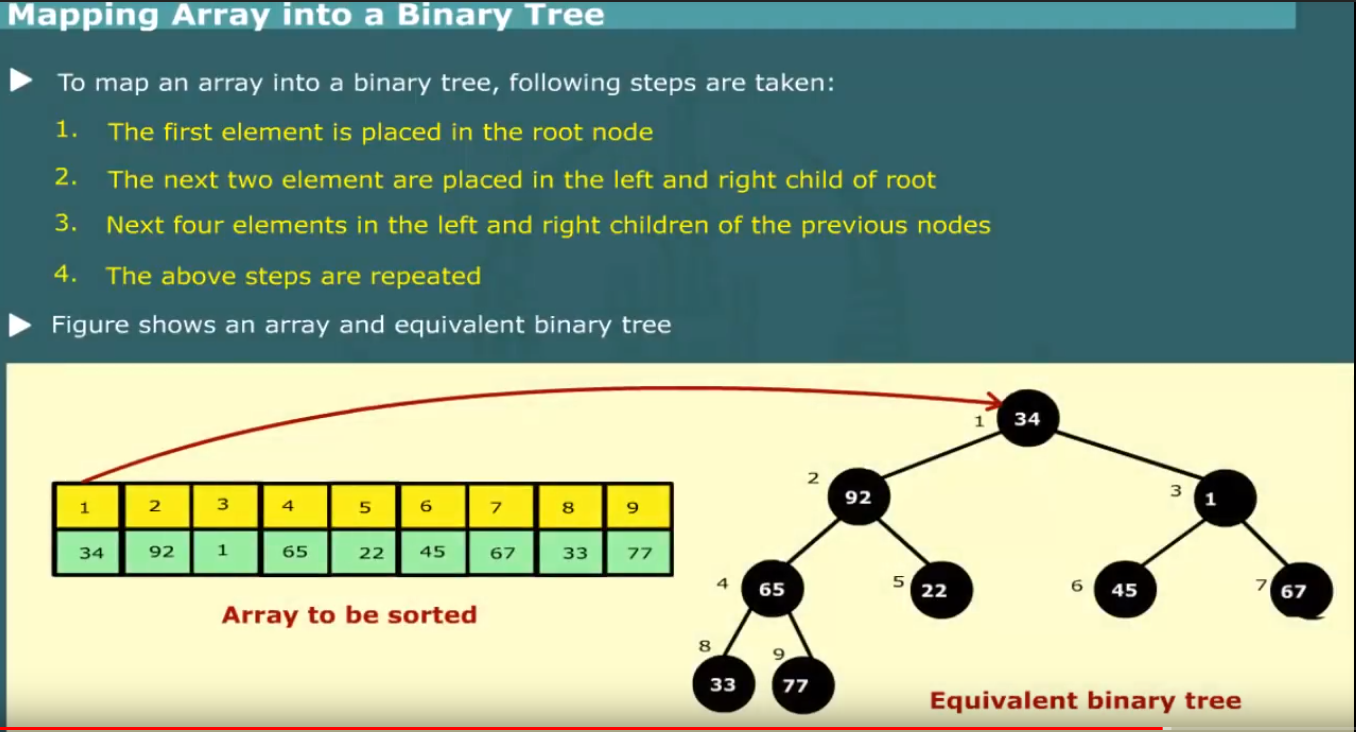 Mapping Array into a Binary Tree
To map an array into a binary tree, following steps are taken:
1. The first element is placed in the root node
2. The next two element are placed in the left and right child of root
3. Next four elements in the left and right children of the previous nodes
4. The above steps are repeated
Figure shows an array and equivalent binary tree
1 2 3 4 5 6 7 8 9
34 92 1 65 22 45 67 33 77
Array to be sorted
1 34
2 92 3 1
4 65 5 22 6 45 7 67
8 9
33 77
Equivalent binary tree